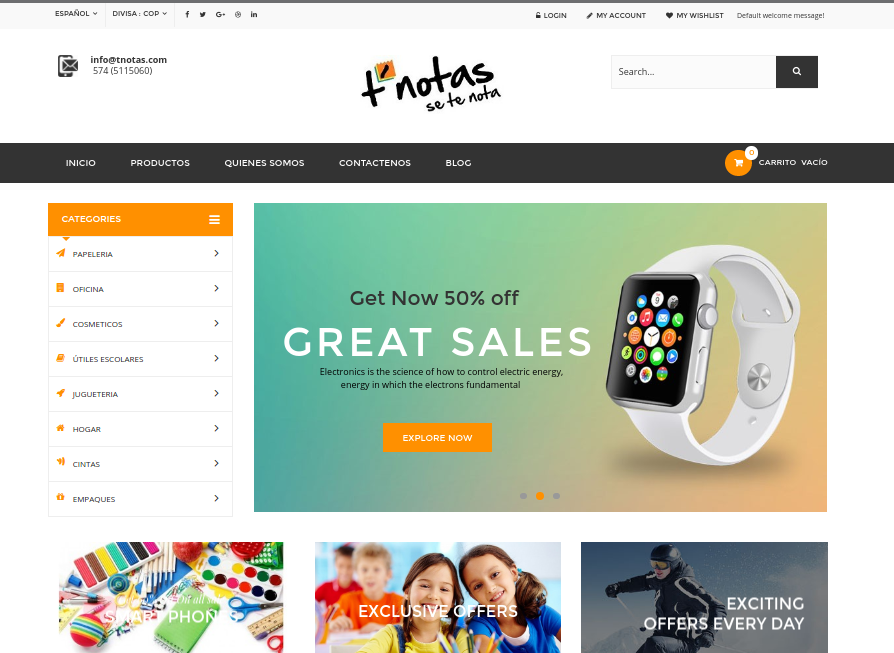 ESPAÑOL
DIVISA : COP
LOGIN
MY ACCOUNT
MY WISHLIST
Default welcome message!
info@tnotas.com
574 (5115060)
t'notas
se te nota
Search...
INICIO
PRODUCTOS
QUIENES SOMOS
CONTACTENOS
BLOG
0
CARRITO VACÍO
CATEGORIES
PAPELERIA
OFICINA
COSMETICOS
ÚTILES ESCOLARES
JUGUETERIA
HOGAR
CINTAS
EMPAQUES
Get Now 50% off
GREAT SALES
Electronics is the science of how to control electric energy,
energy in which the electrons fundamental
EXPLORE NOW
SMARTPHONES
EXCLUSIVE OFFERS
EXCITING
OFFERS EVERY DAY